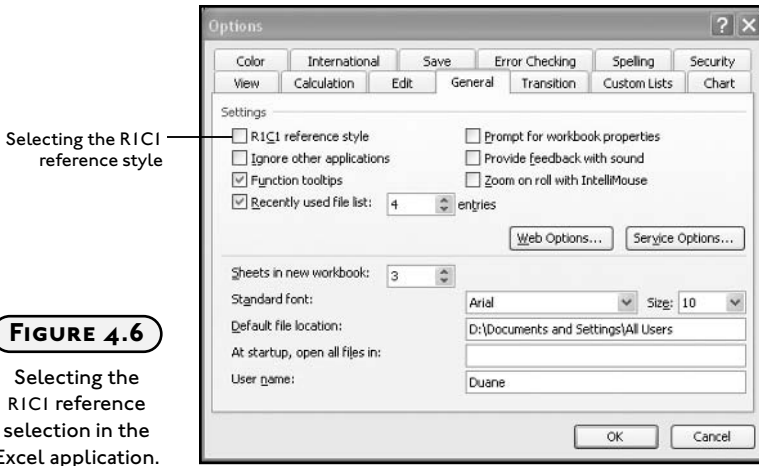 Options
Color International Save Error Checking Spelling Security
View Calculation Edit General Transition Custom Lists Chart
Settings
R1C1 reference style
Prompt for workbook properties
Ignore other applications
Provide feedback with sound
Function tooltips
Zoom on roll with IntelliMouse
Recently used file list: 4 entries
Web Options... Service Options...
Sheets in new workbook: 3
Standard font: Arial Size: 10
Default file location: D:\Documents and Settings\All Users
At startup, open all files in:
User name: Duane
OK Cancel
Selecting the R1C1
reference style
FIGURE 4.6
Selecting the
R1C1 reference
selection in the
Excel application.